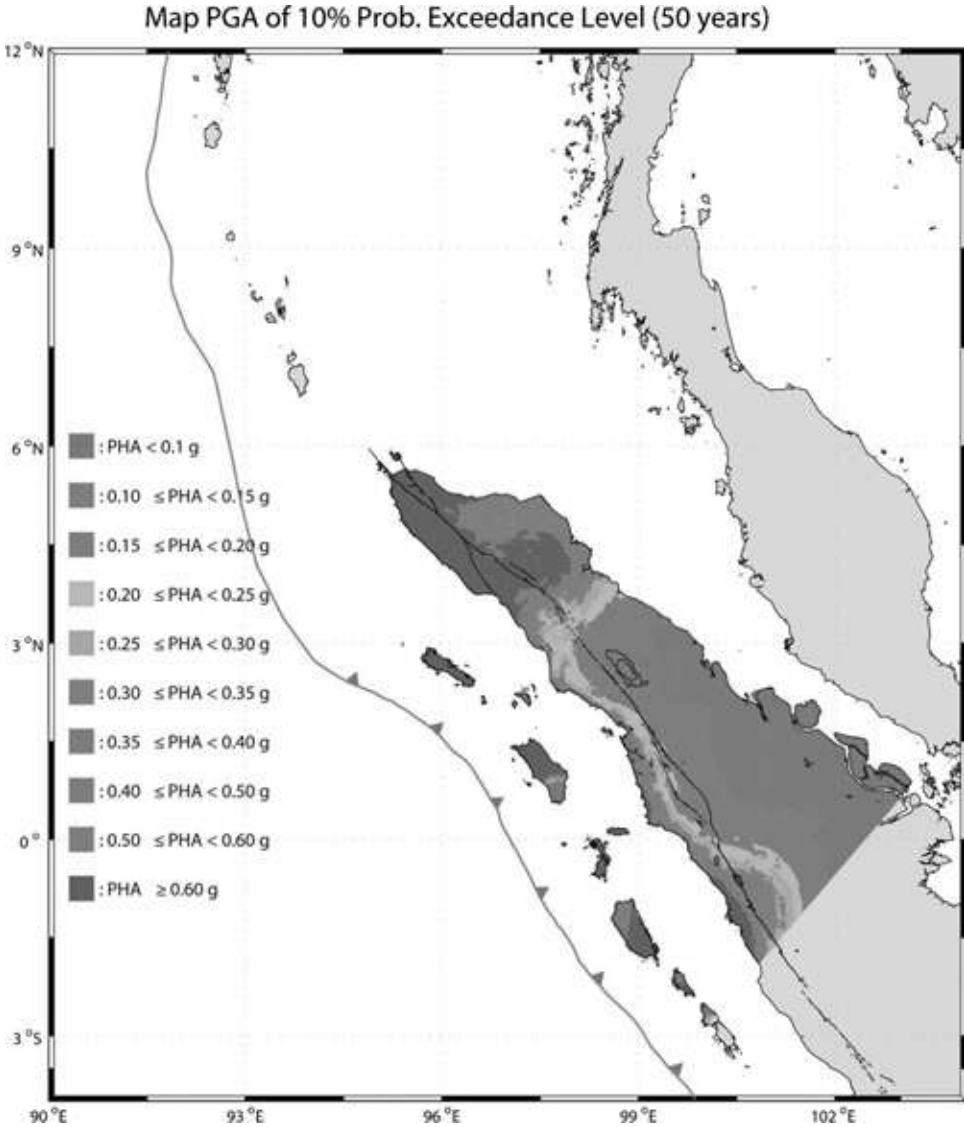 Map PGA of 10% Prob. Exceedance Level (50 years)
12 °N
9 °N
6 °N
: PHA < 0.1 g
: 0.10 ≤ PHA < 0.15 g
: 0.15 ≤ PHA < 0.20 g
: 0.20 ≤ PHA < 0.25 g
3 °N
: 0.25 ≤ PHA < 0.30 g
: 0.30 ≤ PHA < 0.35 g
: 0.35 ≤ PHA < 0.40 g
: 0.40 ≤ PHA < 0.50 g
0 °
: 0.50 ≤ PHA < 0.60 g
: PHA ≥ 0.60 g
3 °S
90 °E 93 °E 96 °E 99 °E 102 °E